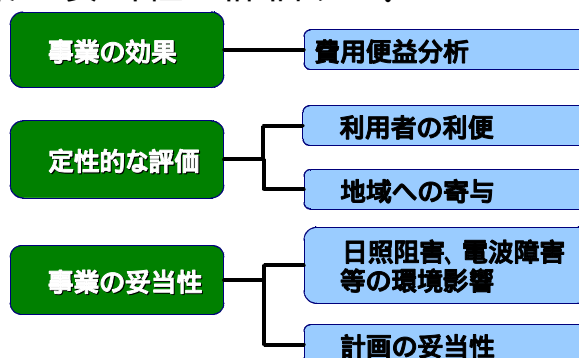 事業の効果
費用便益分析
定性的な評価
利用者の利便
地域への寄与
事業の妥当性
日照阻害、電波障害
等の環境影響
計画の妥当性